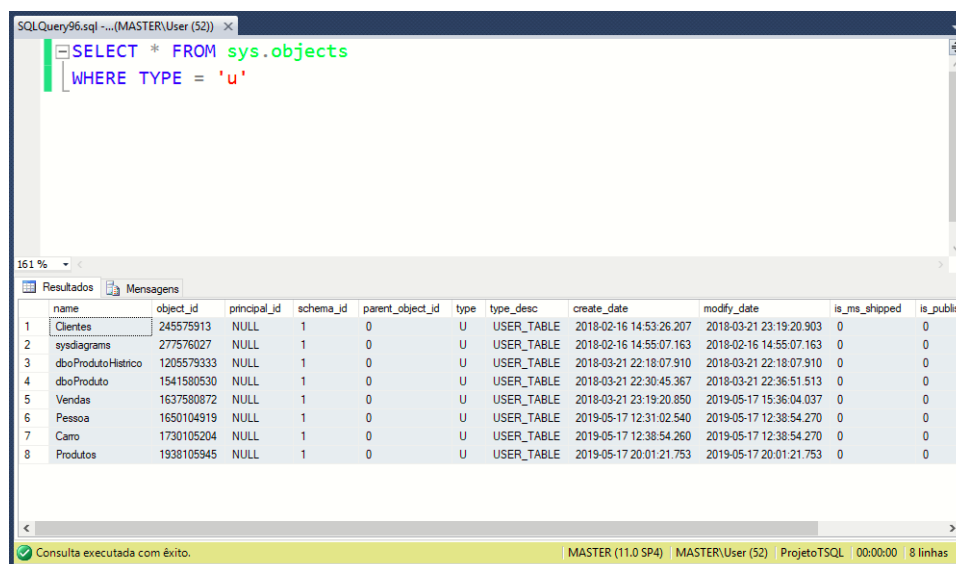 SQLQuery96.sql -...(MASTER\User (52)) ×
SELECT * FROM sys.objects
WHERE TYPE = 'u'
161 %
Resultados Mensagens
name object_id principal_id schema_id parent_object_id type type_desc create_date modify_date is_ms_shipped is_publis
1 Clientes 245575913 NULL 1 0 U USER_TABLE 2018-02-16 14:53:26.207 2018-03-21 23:19:20.903 0 0
2 sysdiagrams 277576027 NULL 1 0 U USER_TABLE 2018-02-16 14:55:07.163 2018-02-16 14:55:07.163 0 0
3 dboProdutoHistrico 1205579333 NULL 1 0 U USER_TABLE 2018-03-21 22:18:07.910 2018-03-21 22:18:07.910 0 0
4 dboProduto 1541580530 NULL 1 0 U USER_TABLE 2018-03-21 22:30:45.367 2018-03-21 22:36:51.513 0 0
5 Vendas 1637580872 NULL 1 0 U USER_TABLE 2018-03-21 23:19:20.850 2019-05-17 15:36:04.037 0 0
6 Pessoa 1650104919 NULL 1 0 U USER_TABLE 2019-05-17 12:31:02.540 2019-05-17 12:38:54.270 0 0
7 Carro 1730105204 NULL 1 0 U USER_TABLE 2019-05-17 12:38:54.260 2019-05-17 12:38:54.270 0 0
8 Produtos 1938105945 NULL 1 0 U USER_TABLE 2019-05-17 20:01:21.753 2019-05-17 20:01:21.753 0 0
Consulta executada com êxito. MASTER (11.0 SP4) MASTER\User (52) ProjetoTSQL 00:00:00 8 linhas